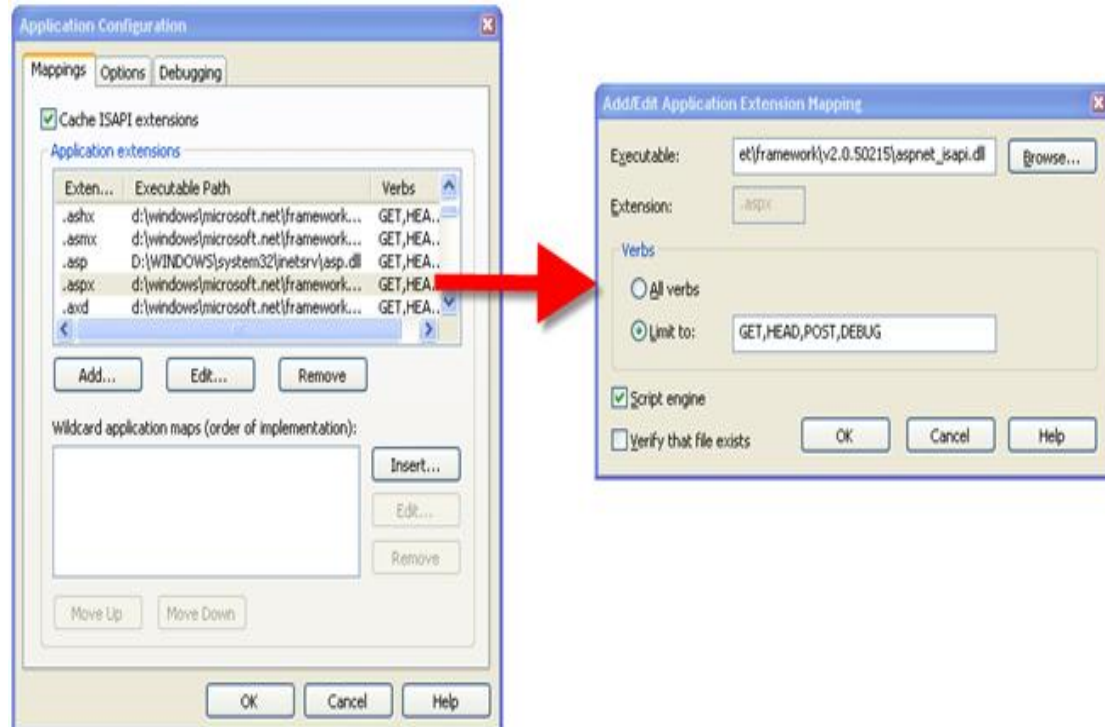 Application Configuration
Mappings Options Debugging
Cache ISAPI extensions
Application extensions
Exten... Executable Path Verbs
.ashx d:\windows\microsoft.net\framework... GET,HEA..
.asmx d:\windows\microsoft.net\framework... GET,HEA..
.asp D:\WINDOWS\system32\inetsrv\asp.dll GET,HEA..
.aspx d:\windows\microsoft.net\framework... GET,HEA..
.axd d:\windows\microsoft.net\framework... GET,HEA..
Add... Edit... Remove
Wildcard application maps (order of implementation):
Insert...
Edit...
Remove
Move Up Move Down
OK Cancel Help
Add/Edit Application Extension Mapping
Executable: et\framework\v2.0.50215\aspnet_isapi.dll Browse...
Extension: .aspx
Verbs
All verbs
Limit to: GET,HEAD,POST,DEBUG
Script engine
Verify that file exists OK Cancel Help